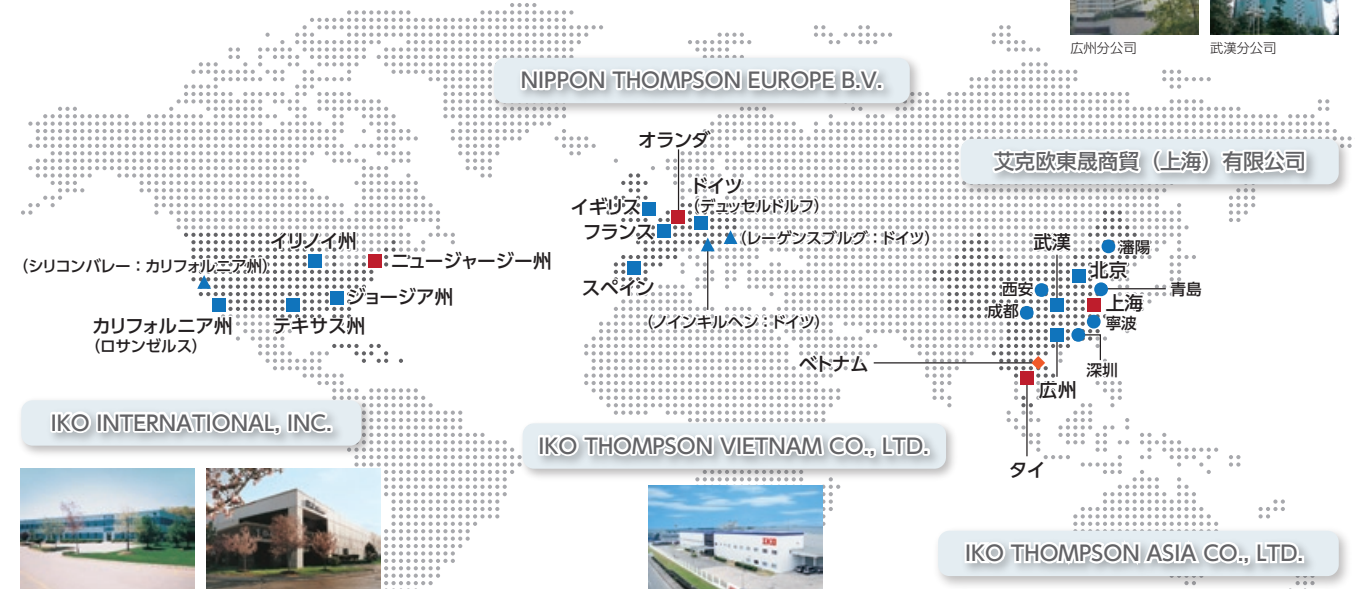 広州分公司
武漢分公司
NIPPON THOMPSON EUROPE B.V.
オランダ
艾克欧東晟商貿（上海）有限公司
ドイツ
（デュッセルドルフ）
イギリス
フランス
（レーゲンスブルグ：ドイツ）
スペイン
（ノインキルヘン：ドイツ）
イリノイ州
ニュージャージー州
（シリコンバレー：カリフォルニア州）
ジョージア州
カリフォルニア州
（ロサンゼルス）
テキサス州
武漢
瀋陽
北京
西安
青島
成都
上海
寧波
深圳
ベトナム
広州
タイ
IKO INTERNATIONAL, INC.
IKO THOMPSON VIETNAM CO., LTD.
IKO
IKO THOMPSON ASIA CO., LTD.